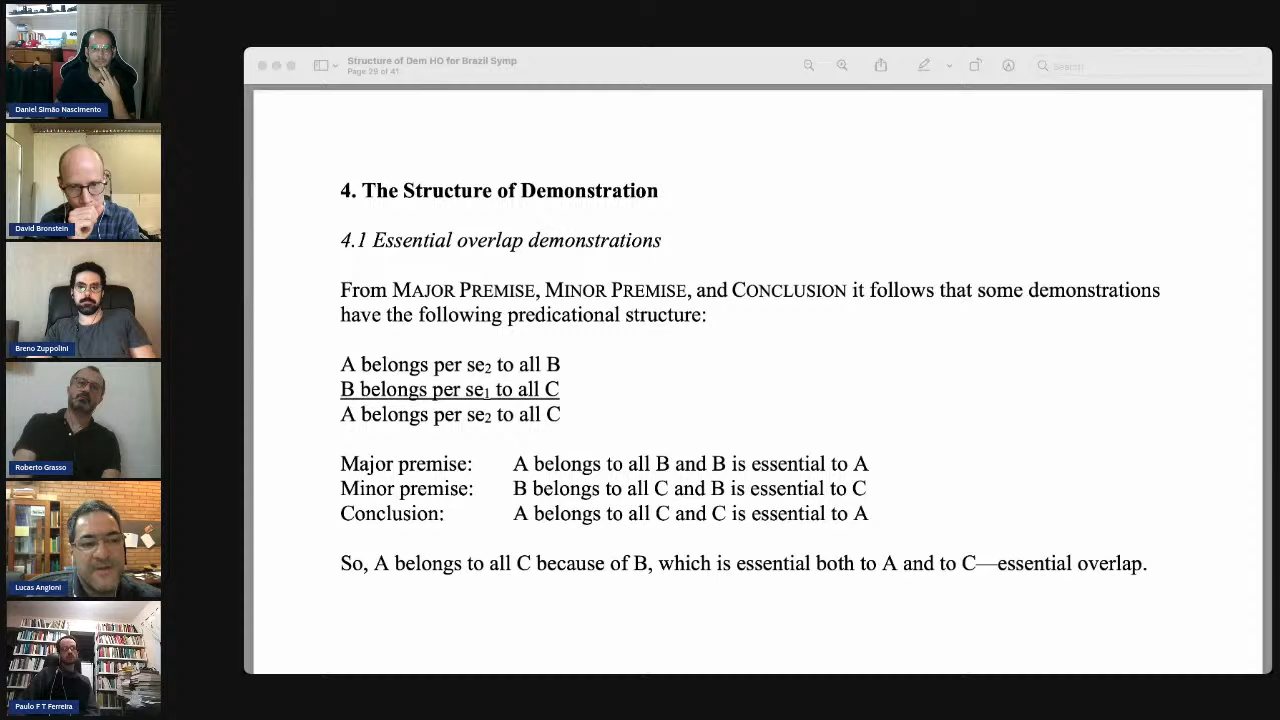 Daniel Simão Nascimento
David Bronstein
Breno Zuppolini
Roberto Grasso
Lucas Angioni
Paulo F T Ferreira
Structure of Dem HO for Brazil Symp
Page 29 of 41
Search
4. The Structure of Demonstration
4.1 Essential overlap demonstrations
From MAJOR PREMISE, MINOR PREMISE, and CONCLUSION it follows that some demonstrations
have the following predicational structure:
A belongs per se₂ to all B
B belongs per se₁ to all C
A belongs per se₂ to all C
Major premise: A belongs to all B and B is essential to A
Minor premise: B belongs to all C and B is essential to C
Conclusion: A belongs to all C and C is essential to A
So, A belongs to all C because of B, which is essential both to A and to C—essential overlap.